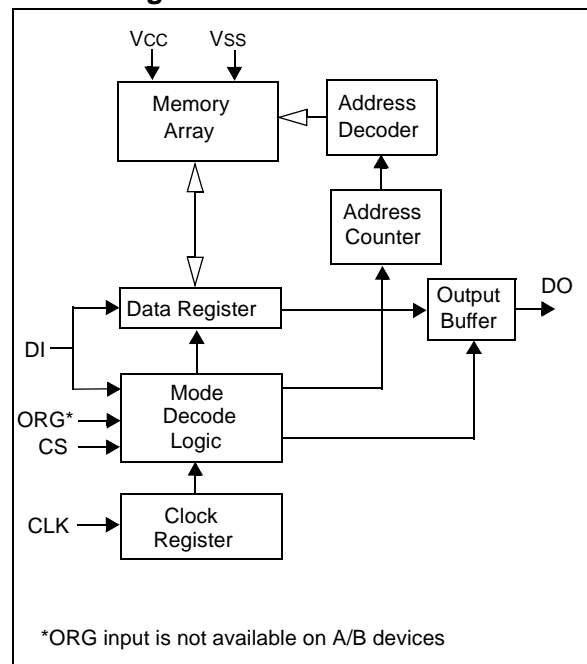 VCC
VSS
Memory
Array
Address
Decoder
Address
Counter
Data Register
Output
Buffer
DO
DI
Mode
Decode
Logic
ORG*
CS
CLK
Clock
Register
*ORG input is not available on A/B devices